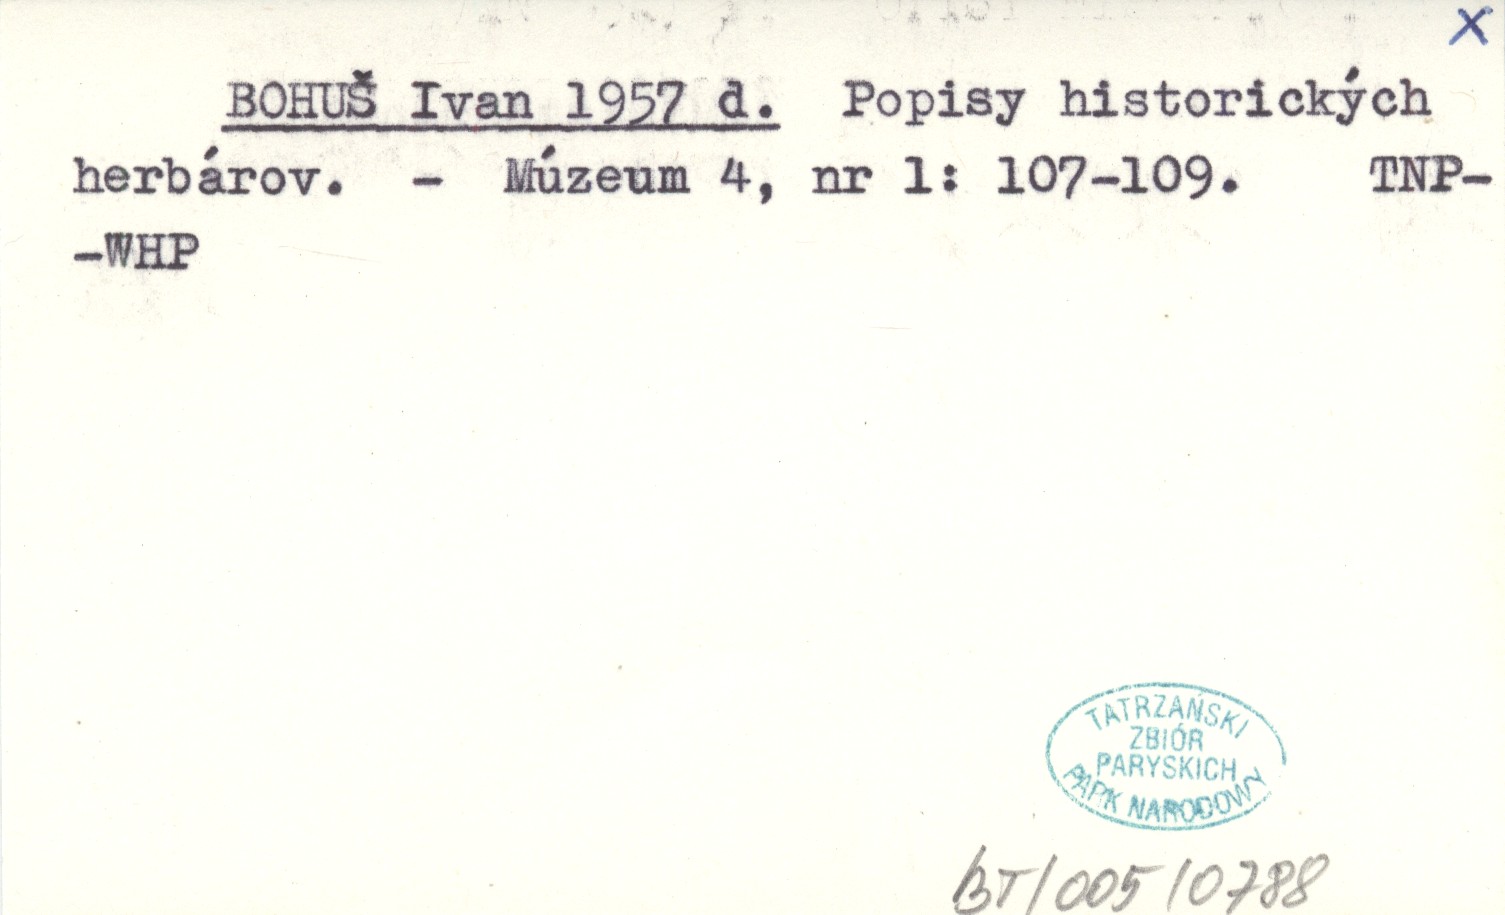 x
BOHUŠ Ivan 1957 d. Popisy historických
herbárov. - Múzeum 4, nr 1: 107-109. TNP-
-WHP
TATRZAŃSKI
ZBIÓR
PARYSKICH
PARK NARODOWY
BT/005/0788